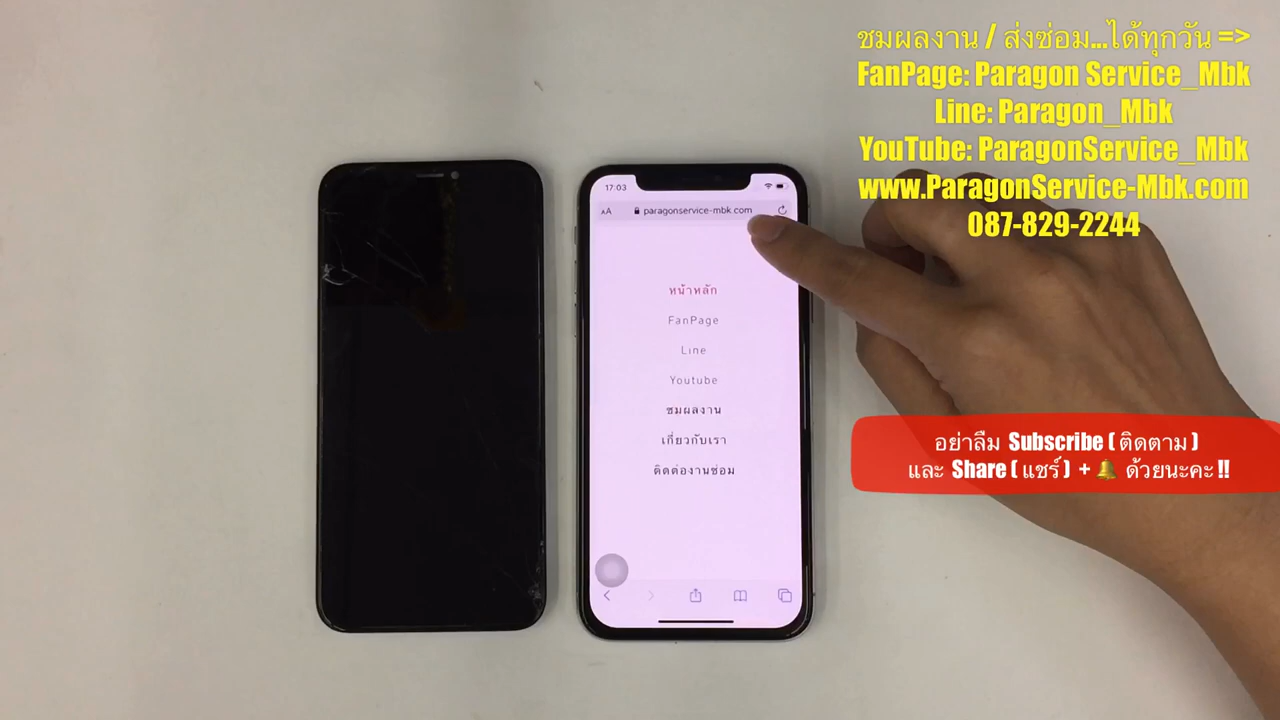 ชมผลงาน / ส่งซ่อม...ได้ทุกวัน =>
FanPage: Paragon Service_Mbk
Line: Paragon_Mbk
YouTube: ParagonService_Mbk
www.ParagonService-Mbk.com
087-829-2244
17:03
AA
paragonservice-mbk.com
หน้าหลัก
FanPage
Line
Youtube
ชมผลงาน
เกี่ยวกับเรา
ติดต่องานซ่อม
อย่าลืม Subscribe ( ติดตาม )
และ Share ( แชร์ ) + 🔔 ด้วยนะคะ !!